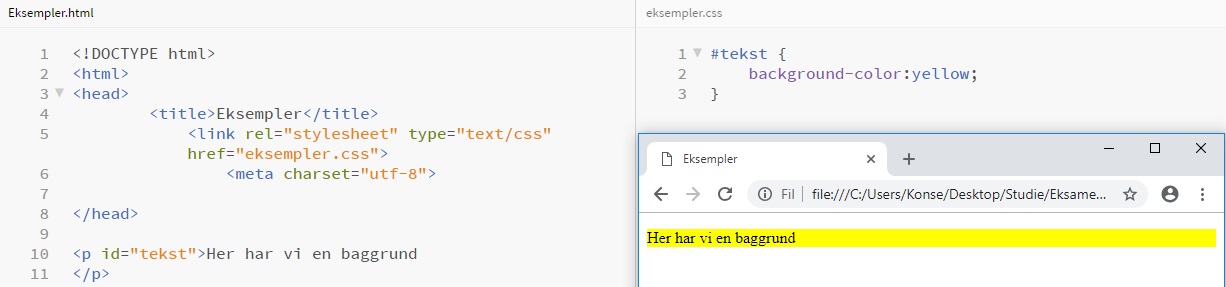 Eksempler.html
1 <!DOCTYPE html>
2 <html>
3 <head>
4 <title>Eksempler</title>
5 <link rel="stylesheet" type="text/css"
href="eksempler.css">
6 <meta charset="utf-8">
7
8 </head>
9
10 <p id="tekst">Her har vi en baggrund
11 </p>
eksempler.css
1 #tekst {
2 background-color:yellow;
3 }
Eksempler
Fil file:///C:/Users/Konse/Desktop/Studie/Eksame...
Her har vi en baggrund